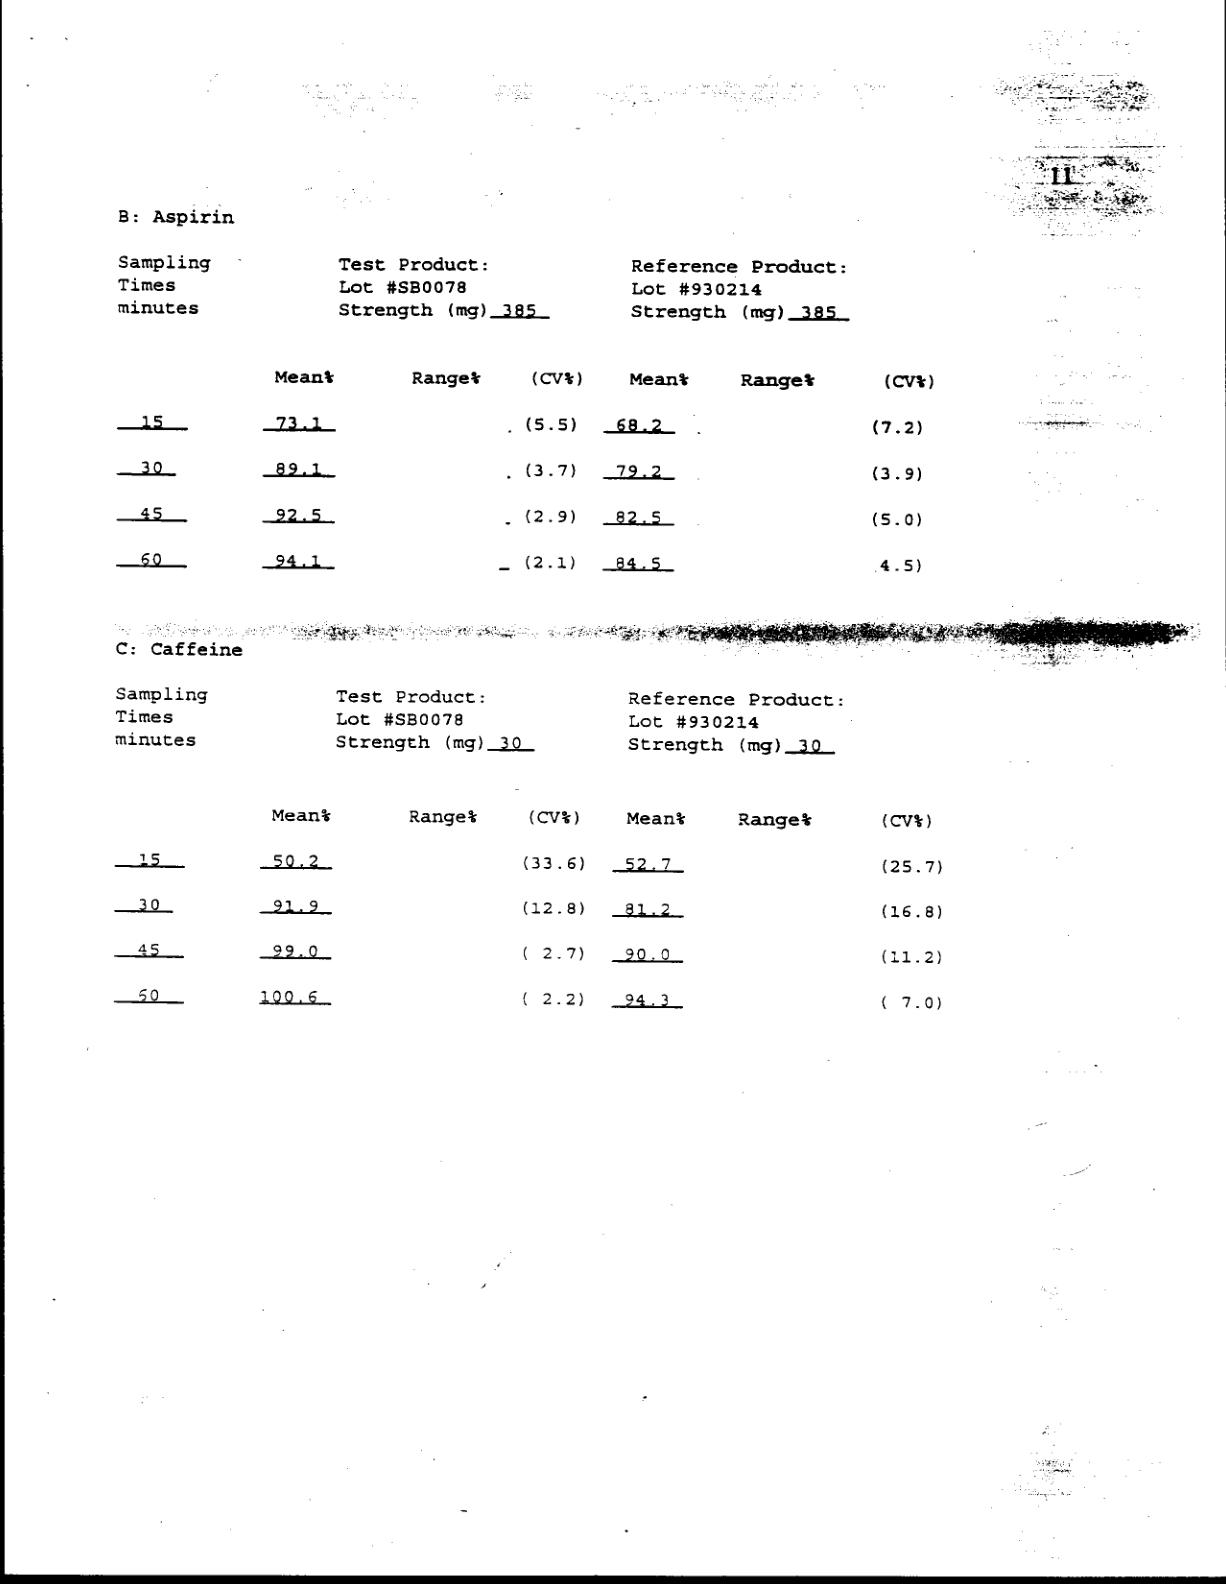 11
B: Aspirin
Sampling Test Product: Reference Product:
Times Lot #SB0078 Lot #930214
minutes Strength (mg) 385 Strength (mg) 385
Mean% Range% (CV%) Mean% Range% (CV%)
15 73.1 (5.5) 68.2 (7.2)
30 89.1 (3.7) 79.2 (3.9)
45 92.5 (2.9) 82.5 (5.0)
60 94.1 (2.1) 84.5 4.5)
C: Caffeine
Sampling Test Product: Reference Product:
Times Lot #SB0078 Lot #930214
minutes Strength (mg) 30 Strength (mg) 30
Mean% Range% (CV%) Mean% Range% (CV%)
15 50.2 (33.6) 52.7 (25.7)
30 91.9 (12.8) 81.2 (16.8)
45 99.0 ( 2.7) 90.0 (11.2)
60 100.6 ( 2.2) 94.3 ( 7.0)